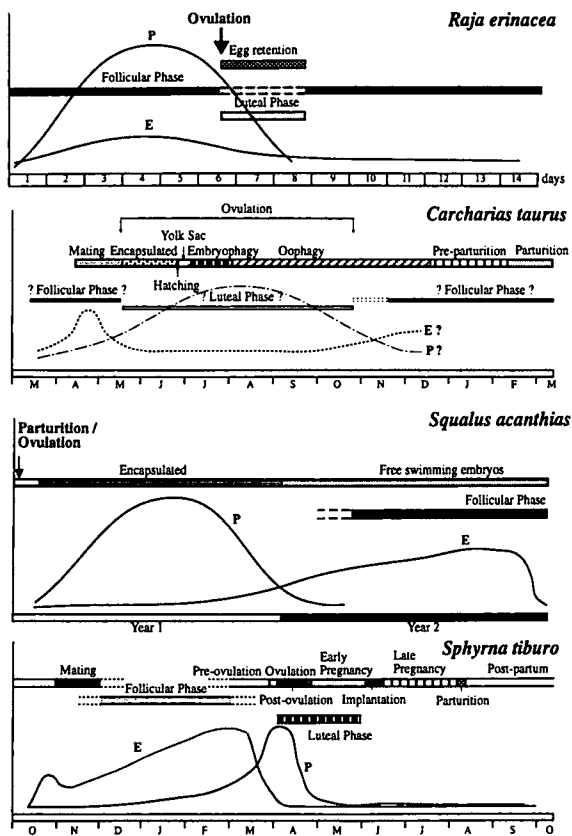 Ovulation
Raja erinacea
P
Egg retention
Follicular Phase
Luteal Phase
E
1 2 3 4 5 6 7 8 9 10 11 12 13 14 days
Ovulation
Carcharias taurus
Yolk Sac
Mating Encapsulated Embryophagy Oophagy Pre-parturition Parturition
Hatching
? Follicular Phase ? ? Luteal Phase ? ? Follicular Phase ?
E ?
P ?
M A M J J A S O N D J F M
Squalus acanthias
Parturition /
Ovulation
Encapsulated Free swimming embryos
Follicular Phase
P
E
Year 1 Year 2
Sphyrna tiburo
Early Late
Mating Pre-ovulation Ovulation Pregnancy Pregnancy Post-partum
Follicular Phase
Post-ovulation Implantation Parturition
Luteal Phase
E
P
O N D J F M A M J J A S O